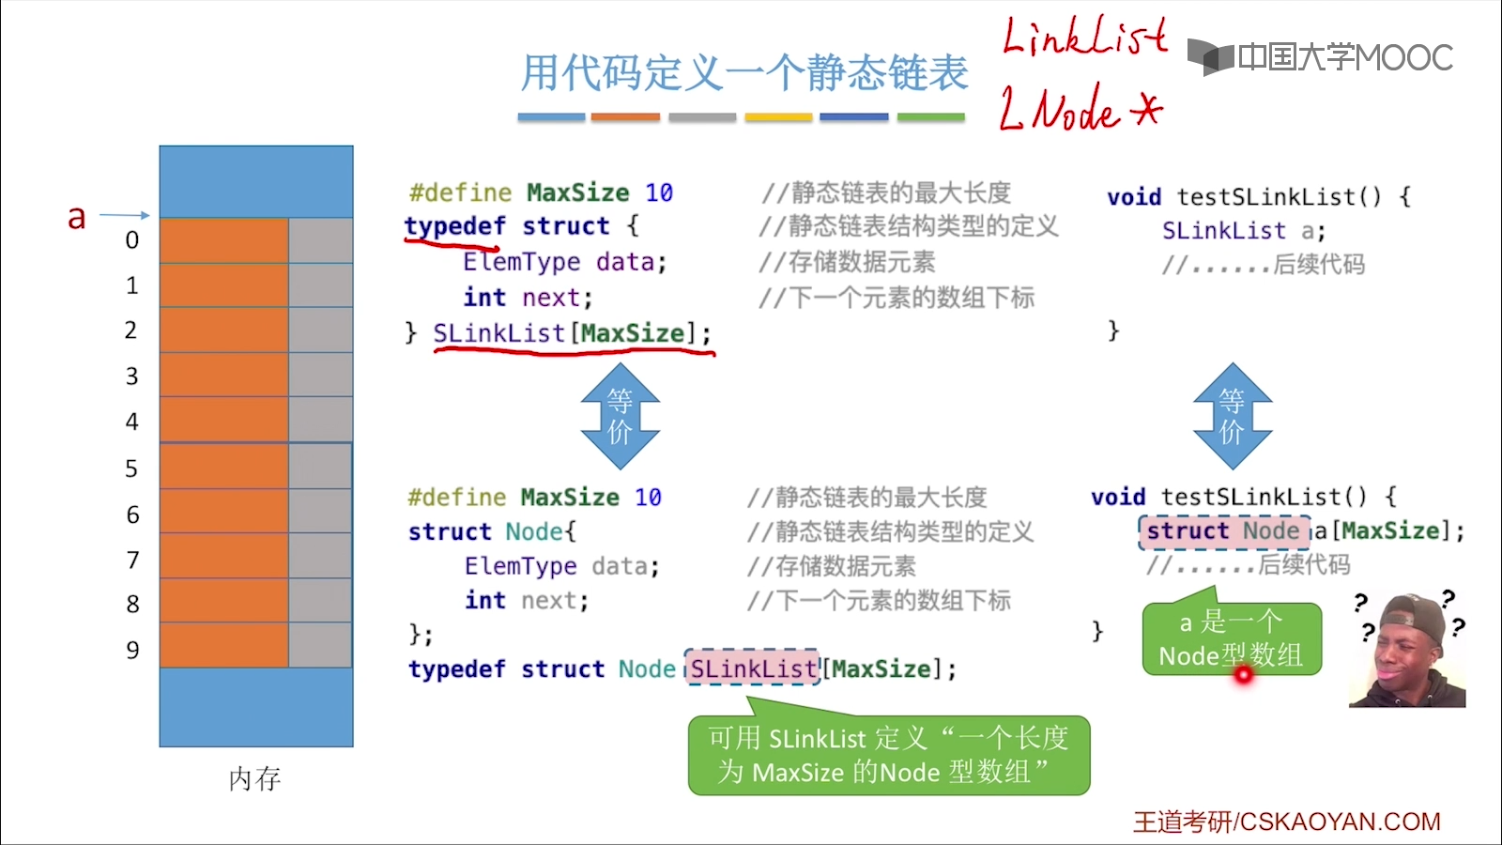 用代码定义一个静态链表
LinkList
LNode *
中国大学MOOC
a
0
1
2
3
4
5
6
7
8
9
内存
#define MaxSize 10 //静态链表的最大长度
typedef struct { //静态链表结构类型的定义
ElemType data; //存储数据元素
int next; //下一个元素的数组下标
} SLinkList[MaxSize];
void testSLinkList() {
SLinkList a;
//......后续代码
}
等价
等价
#define MaxSize 10 //静态链表的最大长度
struct Node{ //静态链表结构类型的定义
ElemType data; //存储数据元素
int next; //下一个元素的数组下标
};
typedef struct Node SLinkList[MaxSize];
可用 SLinkList 定义“一个长度
为 MaxSize 的Node 型数组”
void testSLinkList() {
struct Node a[MaxSize];
//......后续代码
}
a 是一个
Node型数组
? ?
? ?
王道考研/CSKAOYAN.COM